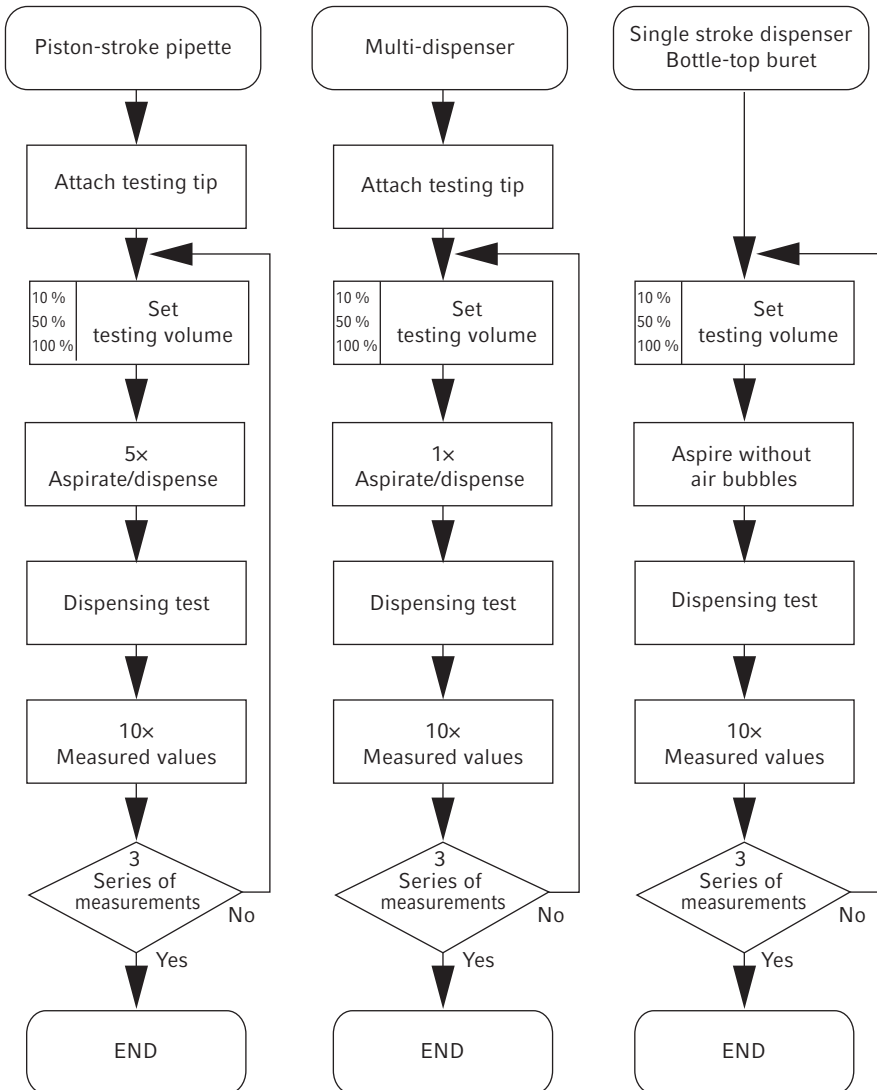 Piston-stroke pipette
Attach testing tip
10 %
50 %
100 %
Set
testing volume
5×
Aspirate/dispense
Dispensing test
10×
Measured values
3
Series of
measurements
No
Yes
END
Multi-dispenser
Attach testing tip
10 %
50 %
100 %
Set
testing volume
1×
Aspirate/dispense
Dispensing test
10×
Measured values
3
Series of
measurements
No
Yes
END
Single stroke dispenser
Bottle-top buret
10 %
50 %
100 %
Set
testing volume
Aspire without
air bubbles
Dispensing test
10×
Measured values
3
Series of
measurements
No
Yes
END